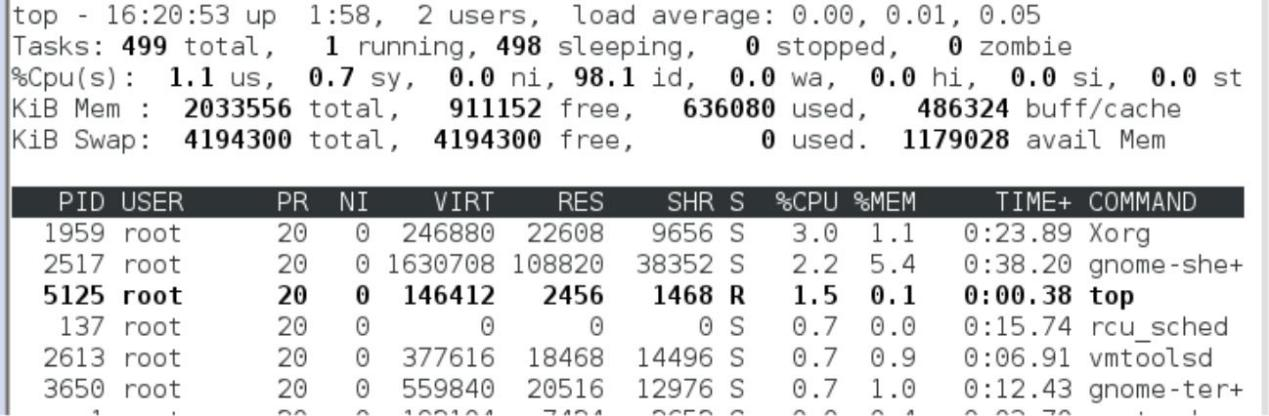 top - 16:20:53 up  1:58,  2 users,  load average: 0.00, 0.01, 0.05
Tasks: 499 total,   1 running, 498 sleeping,   0 stopped,   0 zombie
%Cpu(s):  1.1 us,  0.7 sy,  0.0 ni, 98.1 id,  0.0 wa,  0.0 hi,  0.0 si,  0.0 st
KiB Mem :  2033556 total,   911152 free,   636080 used,   486324 buff/cache
KiB Swap:  4194300 total,  4194300 free,        0 used.  1179028 avail Mem
PID USER      PR  NI    VIRT    RES    SHR S  %CPU %MEM     TIME+ COMMAND
1959 root      20   0  246880  22608   9656 S   3.0  1.1   0:23.89 Xorg
2517 root      20   0 1630708 108820  38352 S   2.2  5.4   0:38.20 gnome-she+
5125 root      20   0  146412   2456   1468 R   1.5  0.1   0:00.38 top
137 root      20   0       0      0      0 S   0.7  0.0   0:15.74 rcu_sched
2613 root      20   0  377616  18468  14496 S   0.7  0.9   0:06.91 vmtoolsd
3650 root      20   0  559840  20516  12976 S   0.7  1.0   0:12.43 gnome-ter+